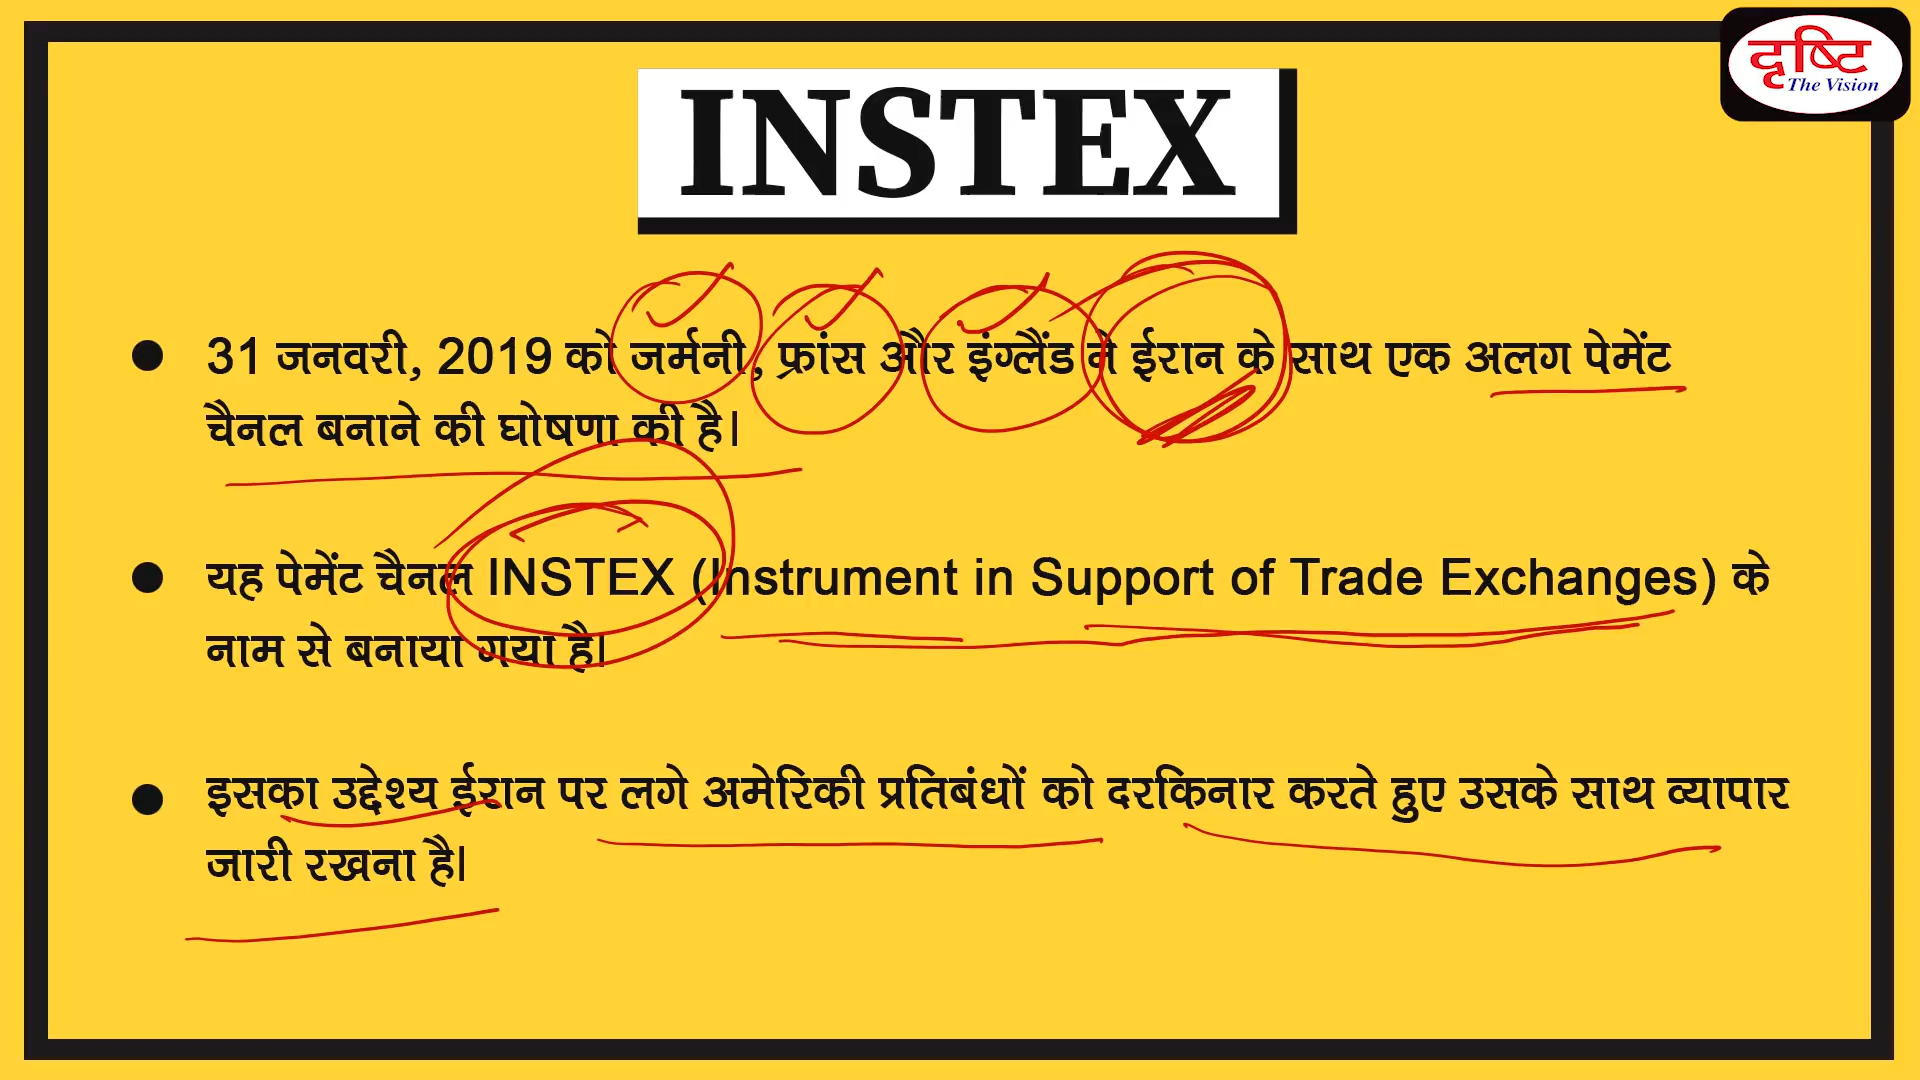 दृष्टि
The Vision
INSTEX
31 जनवरी, 2019 को जर्मनी, फ्रांस और इंग्लैंड ने ईरान के साथ एक अलग पेमेंट
चैनल बनाने की घोषणा की है।
यह पेमेंट चैनल INSTEX (Instrument in Support of Trade Exchanges) के
नाम से बनाया गया है।
इसका उद्देश्य ईरान पर लगे अमेरिकी प्रतिबंधों को दरकिनार करते हुए उसके साथ व्यापार
जारी रखना है।